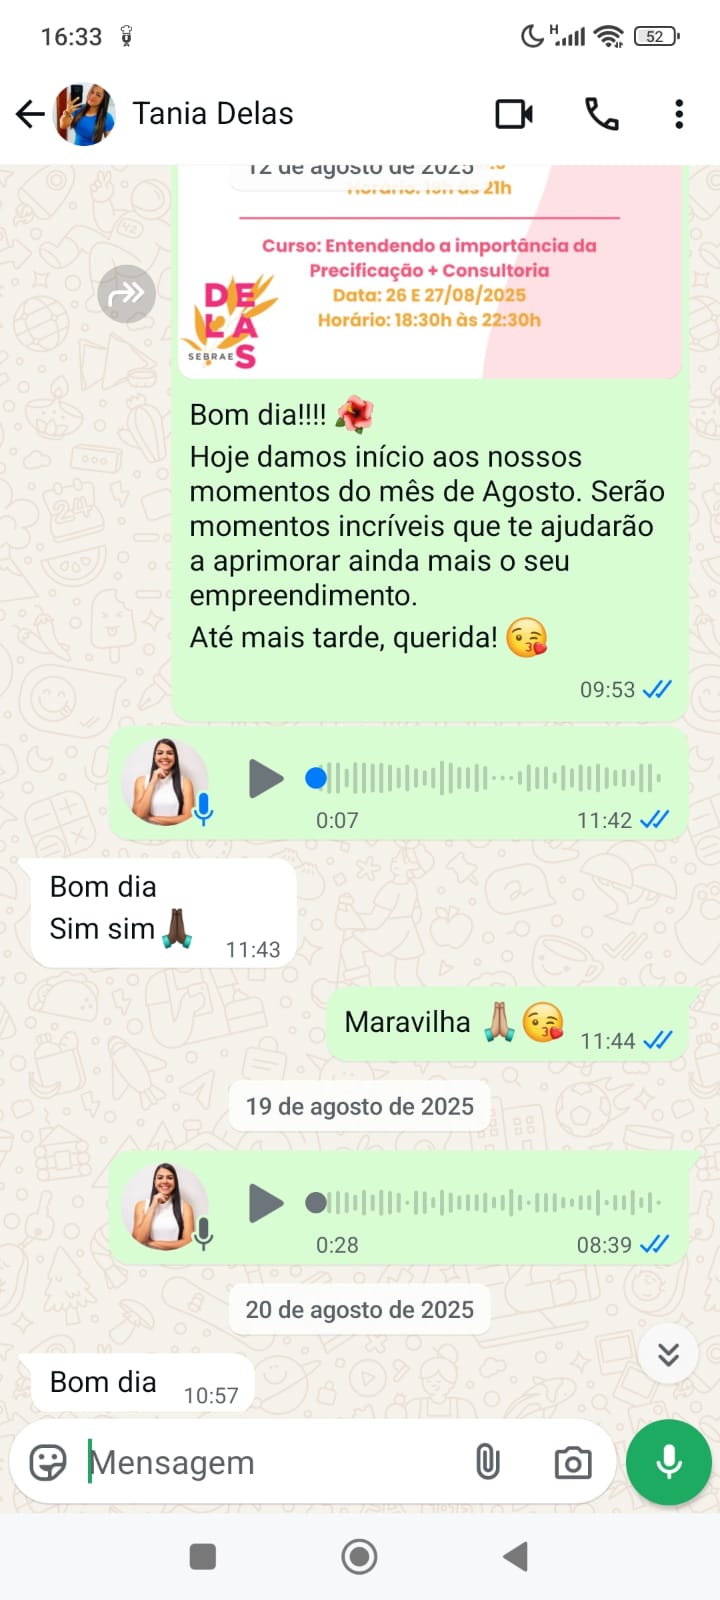 16:33
H
52
Tania Delas
12 de agosto de 2025
às 21h
Curso: Entendendo a importância da
Precificação + Consultoria
Data: 26 E 27/08/2025
Horário: 18:30h às 22:30h
DE
LA
S
SEBRAE
Bom dia!!!! 🌺
Hoje damos início aos nossos
momentos do mês de Agosto. Serão
momentos incríveis que te ajudarão
a aprimorar ainda mais o seu
empreendimento.
Até mais tarde, querida! 😘
09:53
0:07
11:42
Bom dia
Sim sim🙏🏿
11:43
Maravilha 🙏🏼😘
11:44
19 de agosto de 2025
0:28
08:39
20 de agosto de 2025
Bom dia
10:57
Mensagem